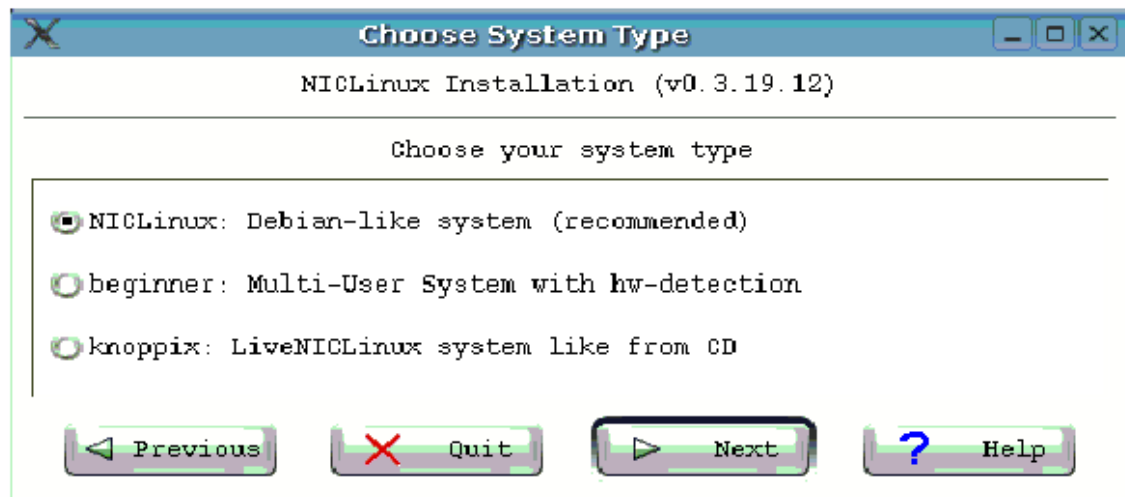 Choose System Type
NICLinux Installation (v0.3.19.12)
Choose your system type
NICLinux: Debian-like system (recommended)
beginner: Multi-User System with hw-detection
knoppix: LiveNICLinux system like from CD
Previous Quit Next ? Help